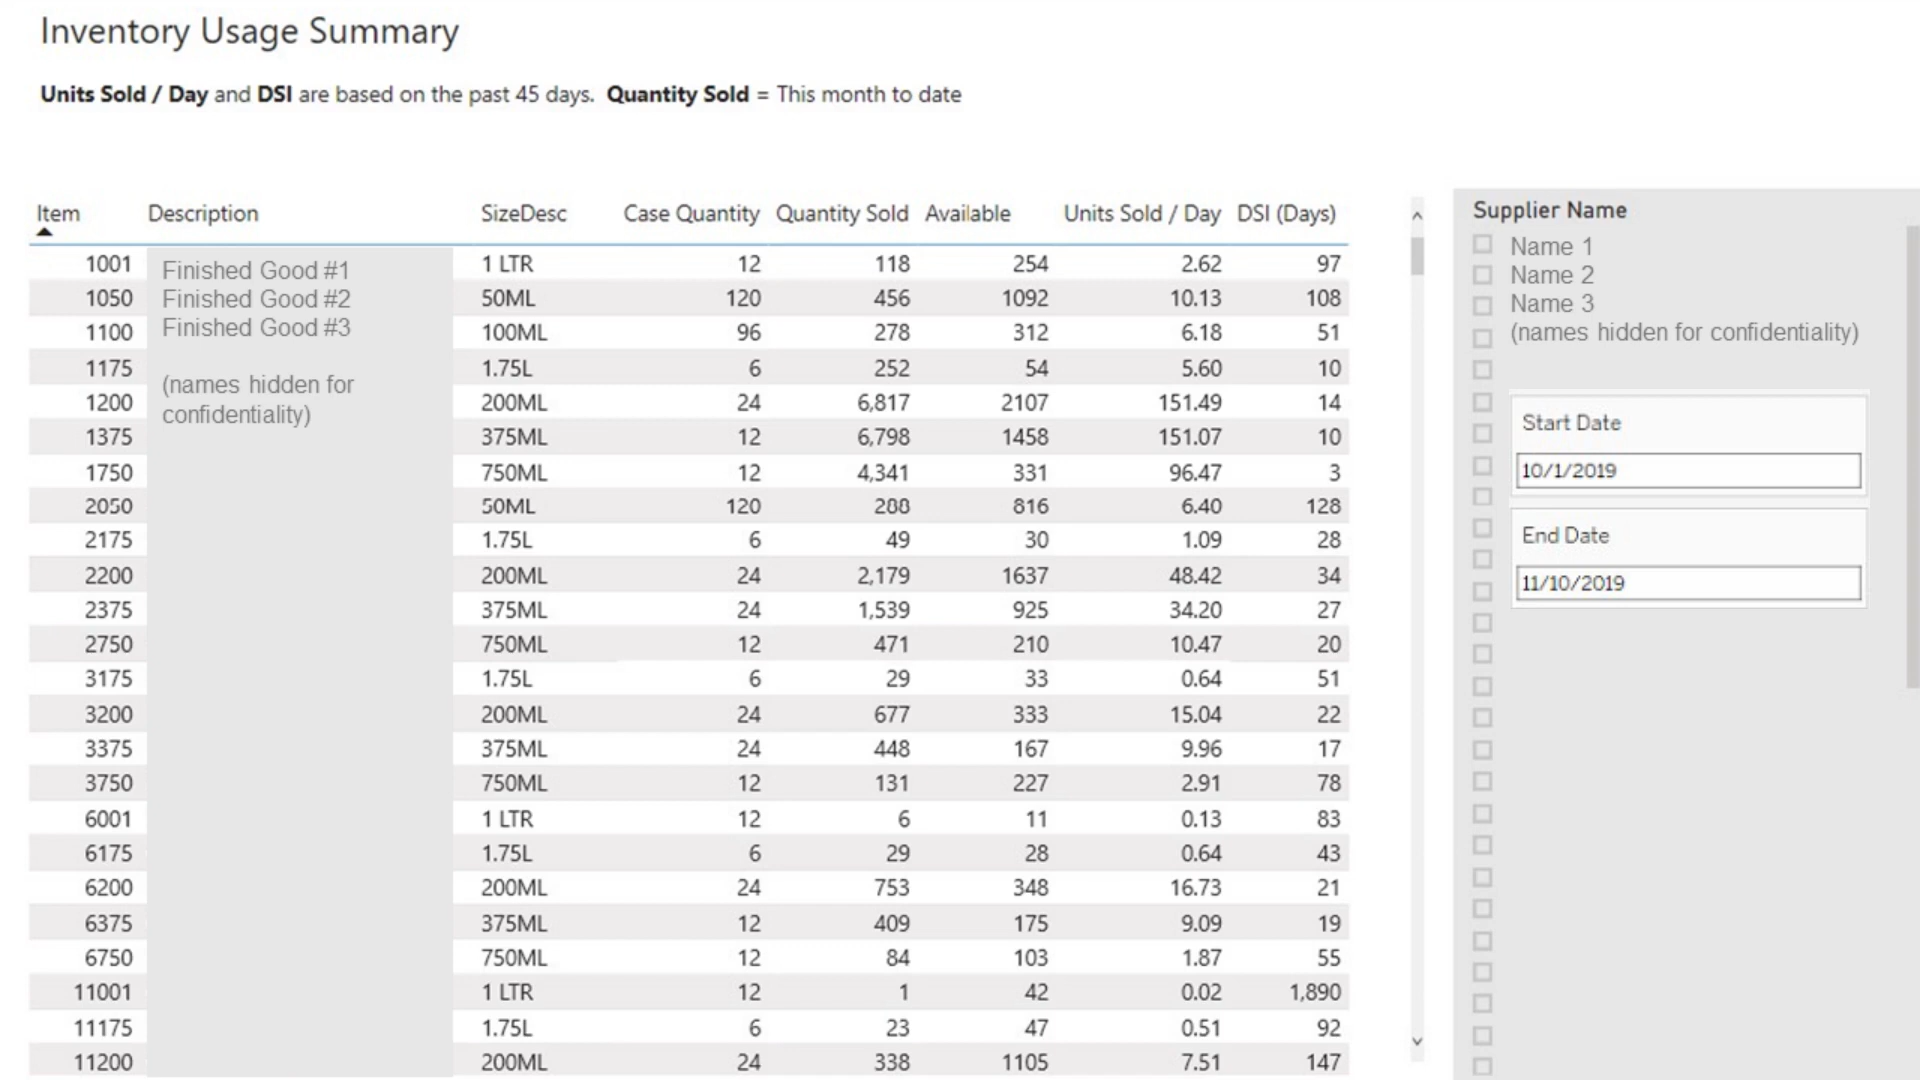 Inventory Usage Summary
Units Sold / Day and DSI are based on the past 45 days. Quantity Sold = This month to date
Item Description SizeDesc Case Quantity Quantity Sold Available Units Sold / Day DSI (Days)
1001 Finished Good #1 1 LTR 12 118 254 2.62 97
1050 Finished Good #2 50ML 120 456 1092 10.13 108
1100 Finished Good #3 100ML 96 278 312 6.18 51
1175 1.75L 6 252 54 5.60 10
(names hidden for
1200 200ML 24 6,817 2107 151.49 14
confidentiality)
1375 375ML 12 6,798 1458 151.07 10
1750 750ML 12 4,341 331 96.47 3
2050 50ML 120 288 816 6.40 128
2175 1.75L 6 49 30 1.09 28
2200 200ML 24 2,179 1637 48.42 34
2375 375ML 24 1,539 925 34.20 27
2750 750ML 12 471 210 10.47 20
3175 1.75L 6 29 33 0.64 51
3200 200ML 24 677 333 15.04 22
3375 375ML 24 448 167 9.96 17
3750 750ML 12 131 227 2.91 78
6001 1 LTR 12 6 11 0.13 83
6175 1.75L 6 29 28 0.64 43
6200 200ML 24 753 348 16.73 21
6375 375ML 12 409 175 9.09 19
6750 750ML 12 84 103 1.87 55
11001 1 LTR 12 1 42 0.02 1,890
11175 1.75L 6 23 47 0.51 92
11200 200ML 24 338 1105 7.51 147
Supplier Name
Name 1
Name 2
Name 3
(names hidden for confidentiality)
Start Date
10/1/2019
End Date
11/10/2019